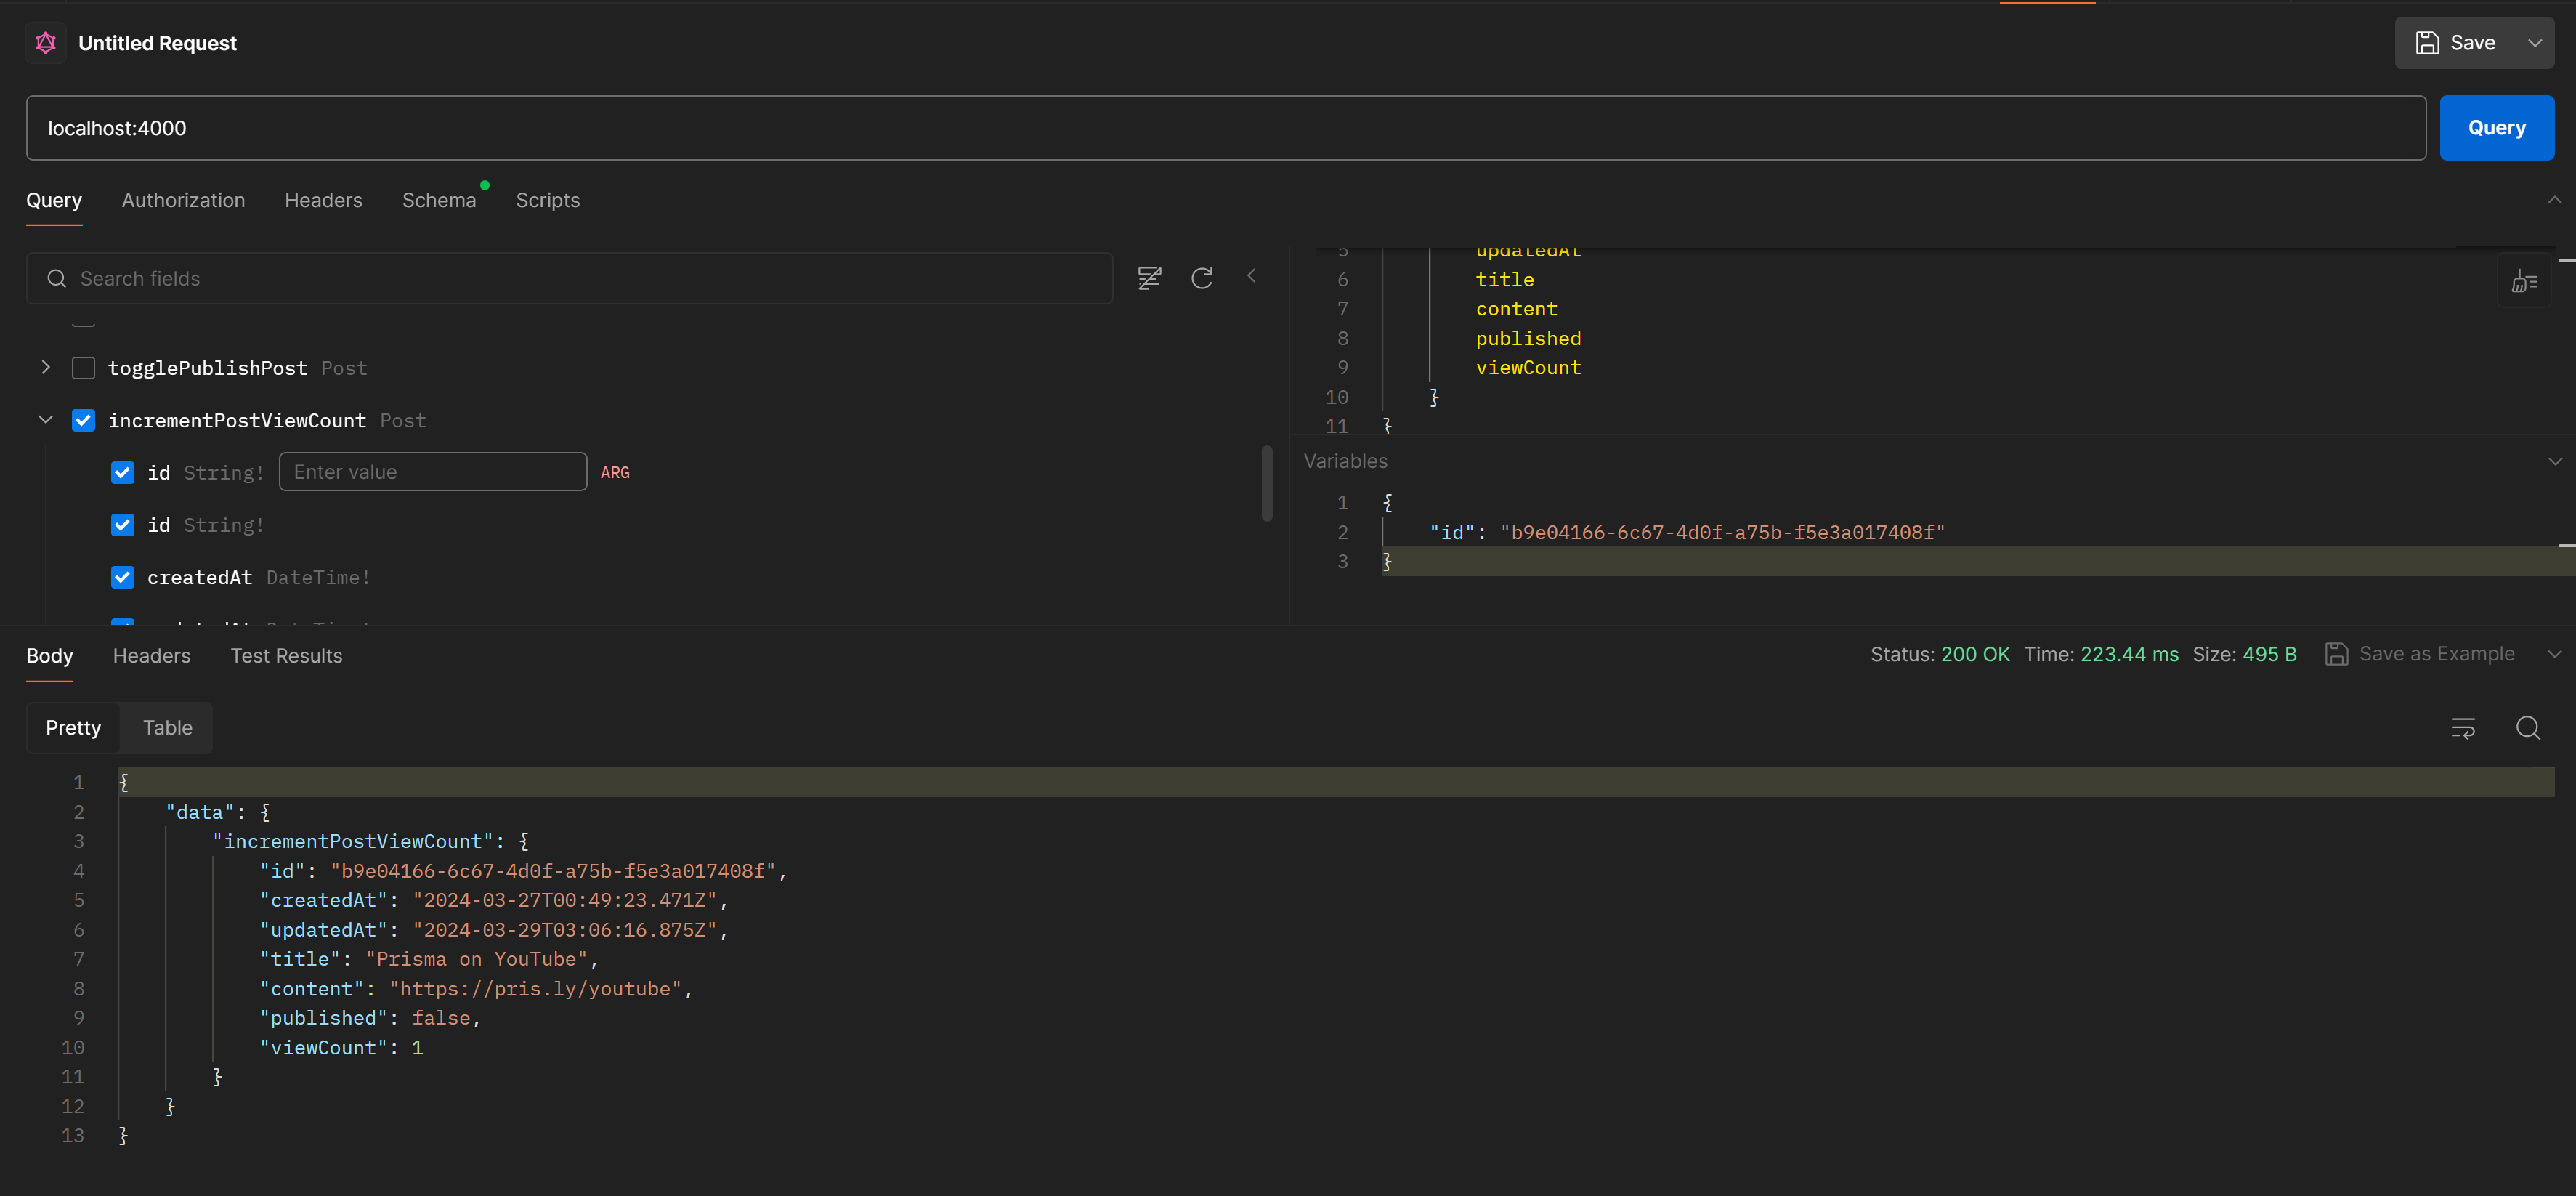 Untitled Request
Save
localhost:4000
Query
Query Authorization Headers Schema Scripts
Search fields
togglePublishPost Post
incrementPostViewCount Post
id String! Enter value ARG
id String!
createdAt DateTime!
5 updatedAt
6 title
7 content
8 published
9 viewCount
10 }
11 }
Variables
1 {
2 "id": "b9e04166-6c67-4d0f-a75b-f5e3a017408f"
3 }
Body Headers Test Results
Status: 200 OK Time: 223.44 ms Size: 495 B Save as Example
Pretty Table
1 {
2 "data": {
3 "incrementPostViewCount": {
4 "id": "b9e04166-6c67-4d0f-a75b-f5e3a017408f",
5 "createdAt": "2024-03-27T00:49:23.471Z",
6 "updatedAt": "2024-03-29T03:06:16.875Z",
7 "title": "Prisma on YouTube",
8 "content": "https://pris.ly/youtube",
9 "published": false,
10 "viewCount": 1
11 }
12 }
13 }